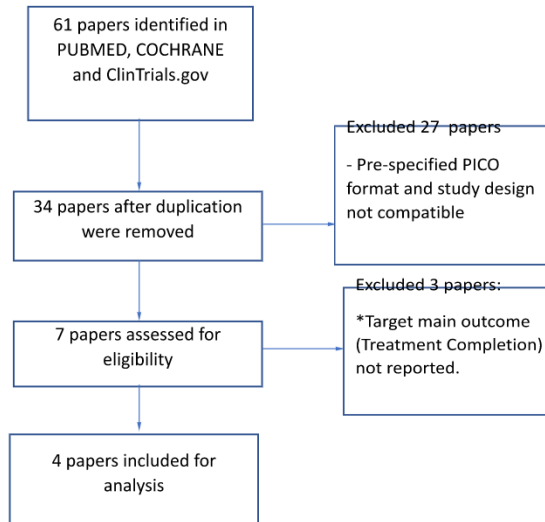 61 papers identified in
PUBMED, COCHRANE
and ClinTrials.gov
Excluded 27  papers
- Pre-specified PICO
format and study design
not compatible
34 papers after duplication
were removed
Excluded 3 papers:
*Target main outcome
(Treatment Completion)
not reported.
7 papers assessed for
eligibility
4 papers included for
analysis